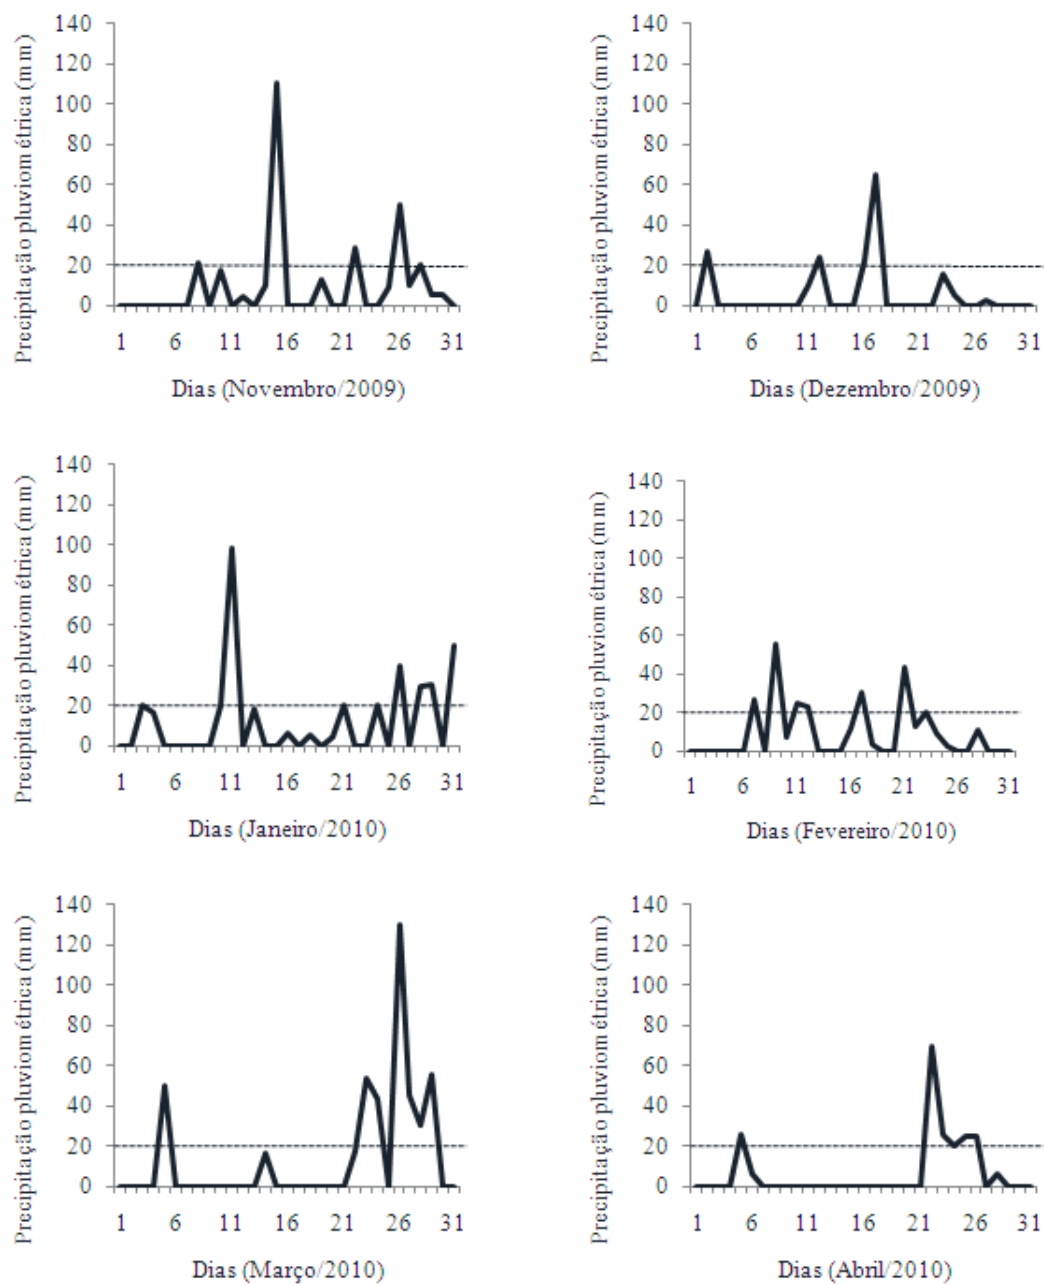 Precipitação pluviométrica (mm)
140
120
100
80
60
40
20
0
1 6 11 16 21 26 31
Dias (Novembro/2009)
Precipitação pluviométrica (mm)
140
120
100
80
60
40
20
0
1 6 11 16 21 26 31
Dias (Dezembro/2009)
Precipitação pluviométrica (mm)
140
120
100
80
60
40
20
0
1 6 11 16 21 26 31
Dias (Janeiro/2010)
Precipitação pluviométrica (mm)
140
120
100
80
60
40
20
0
1 6 11 16 21 26 31
Dias (Fevereiro/2010)
Precipitação pluviométrica (mm)
140
120
100
80
60
40
20
0
1 6 11 16 21 26 31
Dias (Março/2010)
Precipitação pluviométrica (mm)
140
120
100
80
60
40
20
0
1 6 11 16 21 26 31
Dias (Abril/2010)